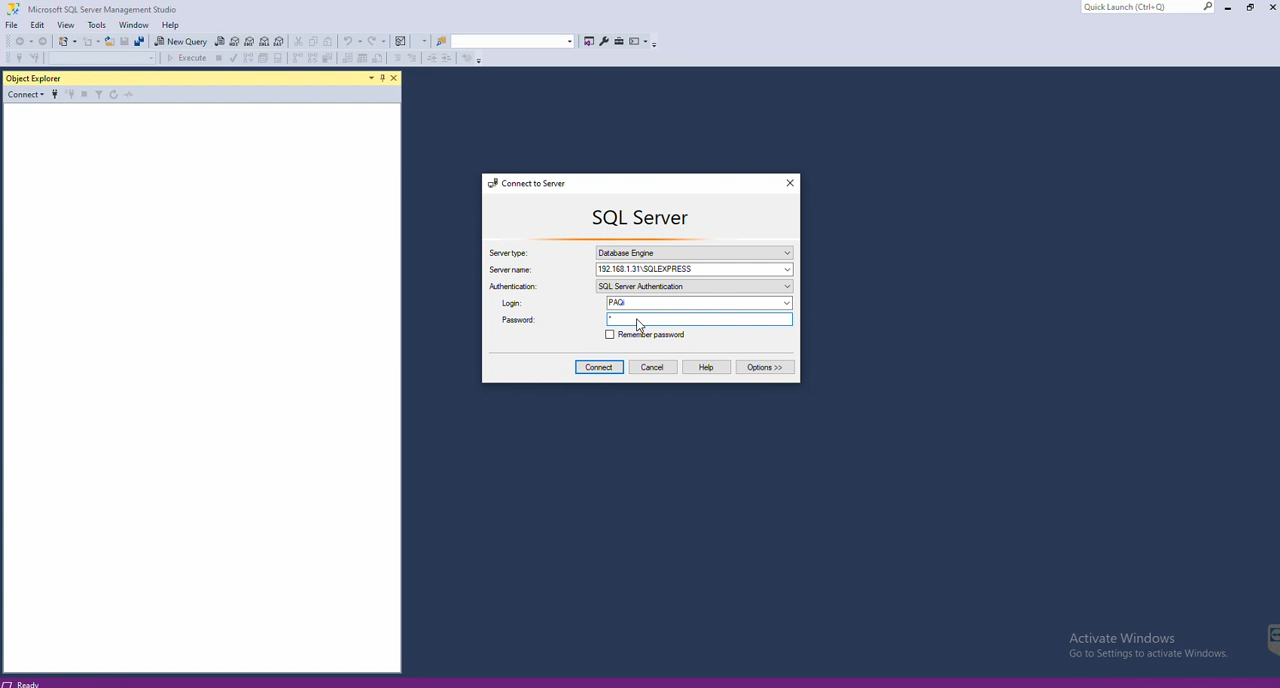 Microsoft SQL Server Management Studio
Quick Launch (Ctrl+Q)
File Edit View Tools Window Help
New Query
Execute
Object Explorer
Connect
Connect to Server
SQL Server
Server type: Database Engine
Server name: 192.168.1.31\SQLEXPRESS
Authentication: SQL Server Authentication
Login: PAQi
Password: *
Remember password
Connect Cancel Help Options >>
Activate Windows
Go to Settings to activate Windows.
Ready